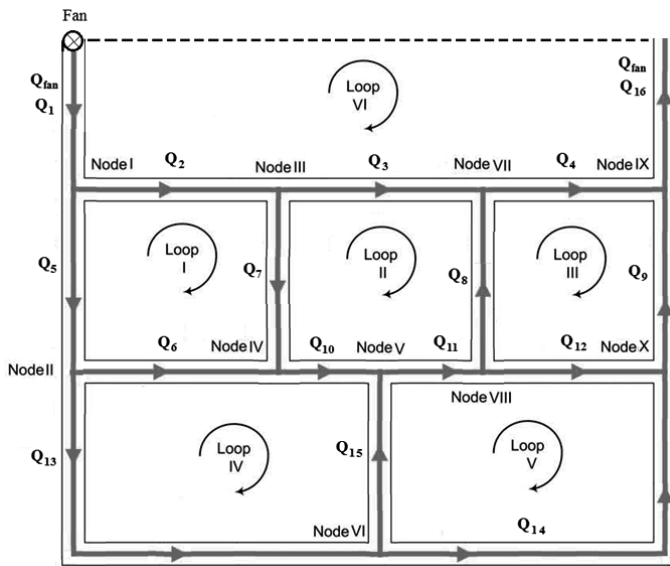 Fan
Qfan
Q1
Loop
VI
Qfan
Q16
Node I
Q2
Node III
Q3
Node VII
Q4
Node IX
Q5
Loop
I
Q7
Loop
II
Q8
Loop
III
Q9
Q6
Node IV
Q10
Node V
Q11
Q12
Node X
Node II
Node VIII
Q13
Loop
IV
Q15
Loop
V
Node VI
Q14